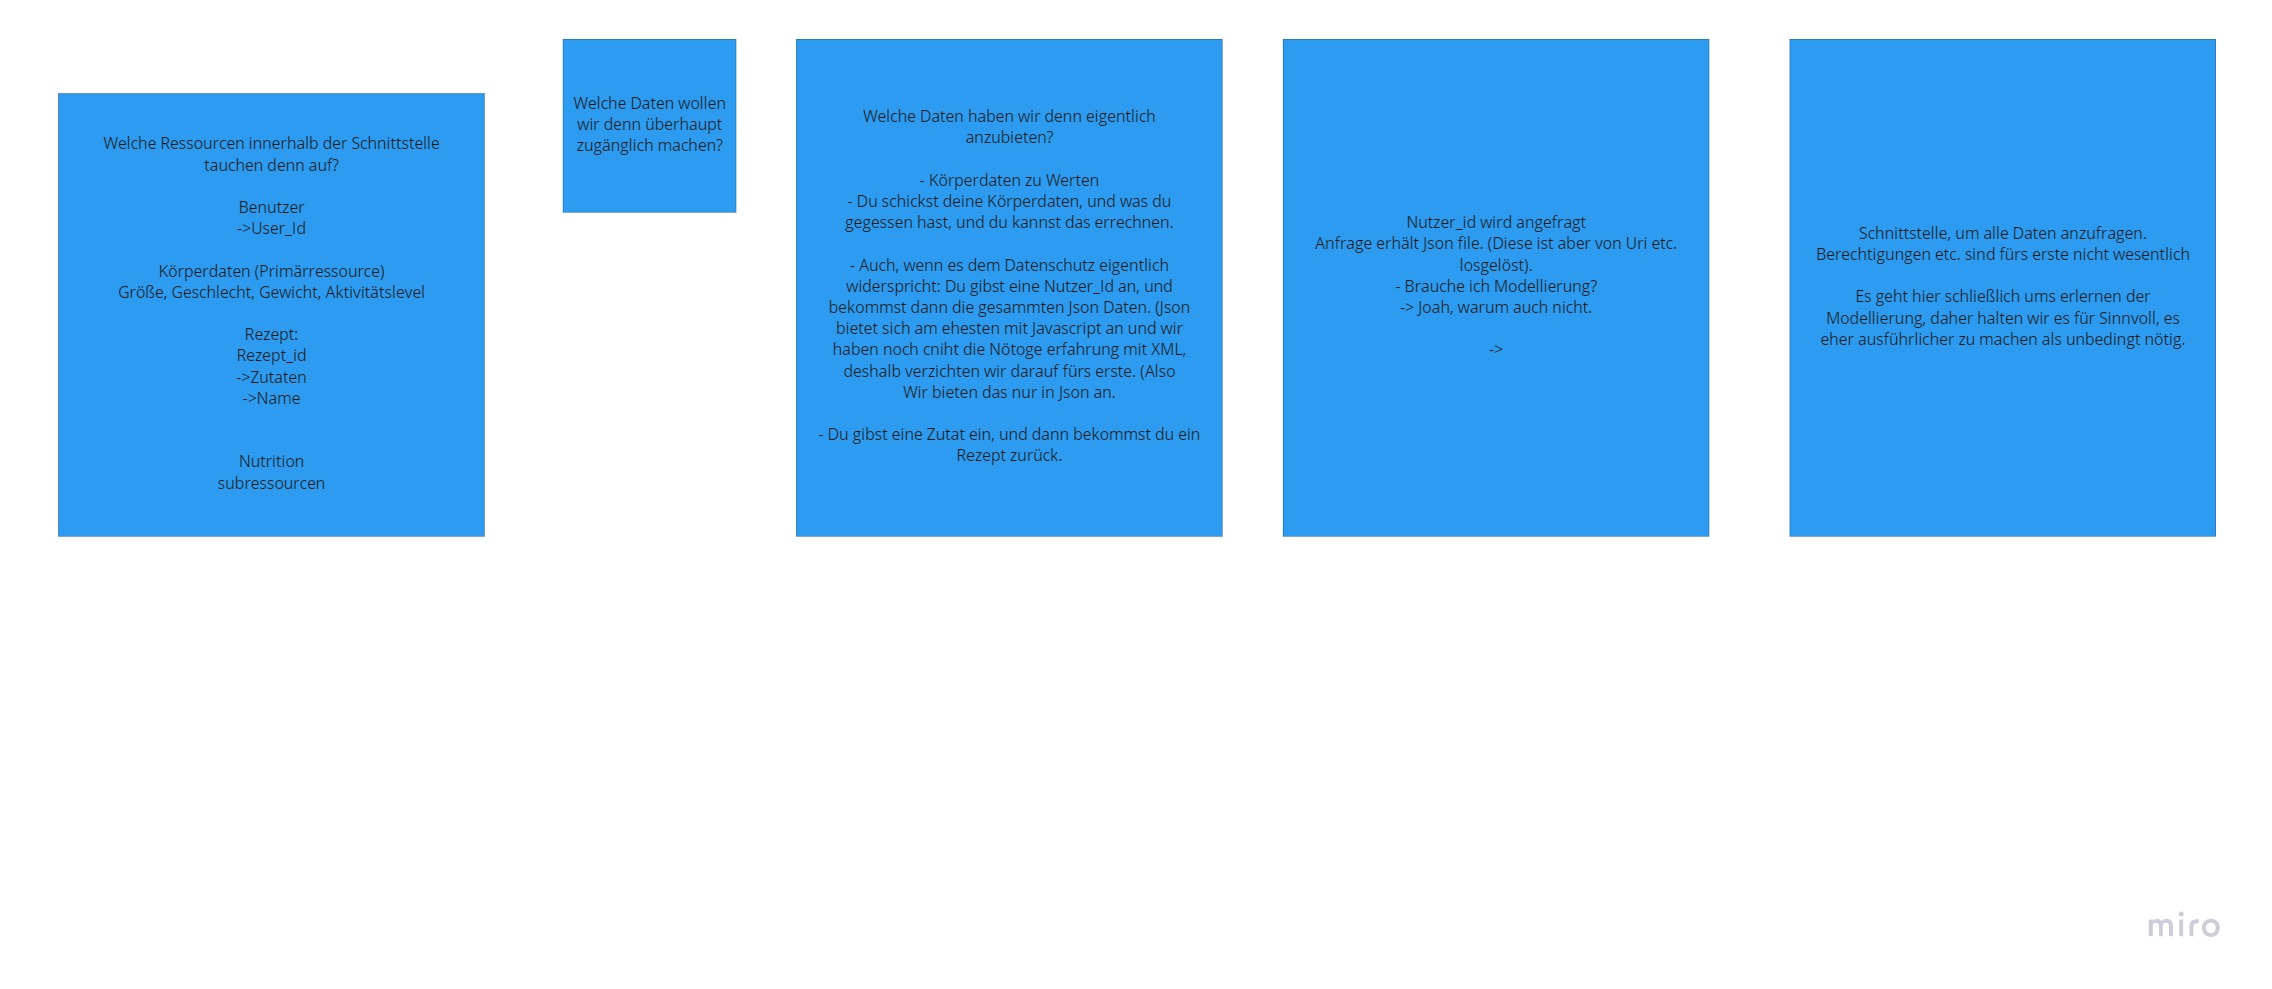 Welche Ressourcen innerhalb der Schnittstelle
tauchen denn auf?
Benutzer
->User_Id
Körperdaten (Primärressource)
Größe, Geschlecht, Gewicht, Aktivitätslevel
Rezept:
Rezept_id
->Zutaten
->Name
Nutrition
subressourcen
Welche Daten wollen
wir denn überhaupt
zugänglich machen?
Welche Daten haben wir denn eigentlich
anzubieten?
- Körperdaten zu Werten
- Du schickst deine Körperdaten, und was du
gegessen hast, und du kannst das errechnen.
- Auch, wenn es dem Datenschutz eigentlich
widerspricht: Du gibst eine Nutzer_Id an, und
bekommst dann die gesammten Json Daten. (Json
bietet sich am ehesten mit Javascript an und wir
haben noch cniht die Nötoge erfahrung mit XML,
deshalb verzichten wir darauf fürs erste. (Also
Wir bieten das nur in Json an.
- Du gibst eine Zutat ein, und dann bekommst du ein
Rezept zurück.
Nutzer_id wird angefragt
Anfrage erhält Json file. (Diese ist aber von Uri etc.
losgelöst).
- Brauche ich Modellierung?
-> Joah, warum auch nicht.
->
Schnittstelle, um alle Daten anzufragen.
Berechtigungen etc. sind fürs erste nicht wesentlich
Es geht hier schließlich ums erlernen der
Modellierung, daher halten wir es für Sinnvoll, es
eher ausführlicher zu machen als unbedingt nötig.
miro